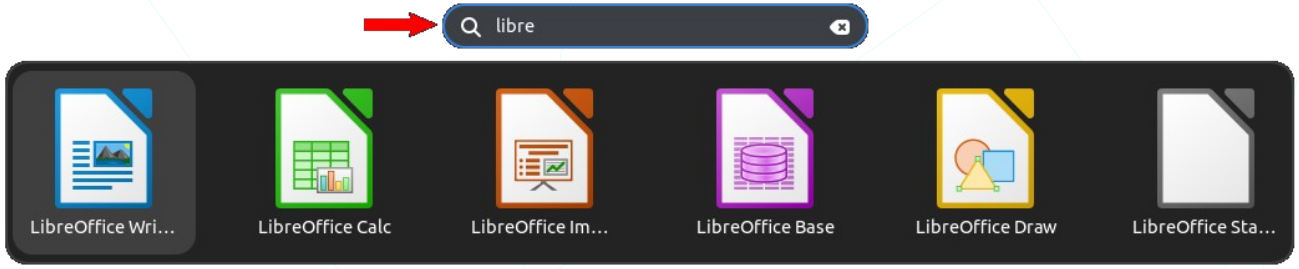 libre
LibreOffice Wri...
LibreOffice Calc
LibreOffice Im...
LibreOffice Base
LibreOffice Draw
LibreOffice Sta...